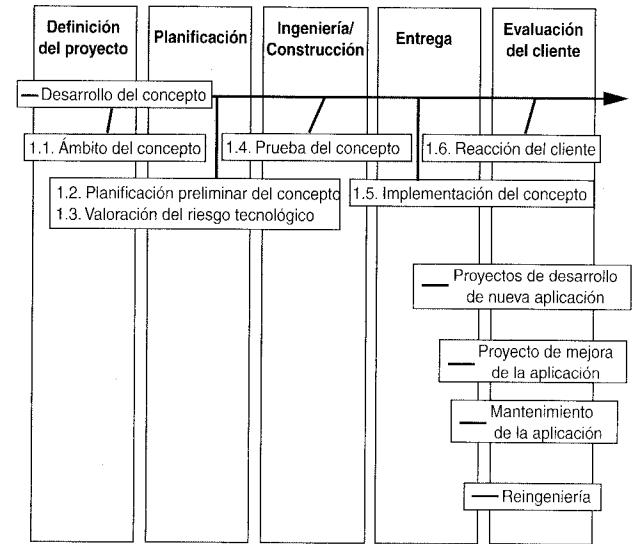 Definición
del proyecto
Planificación
Ingeniería/
Construcción
Entrega
Evaluación
del cliente
Desarrollo del concepto
1.1. Ámbito del concepto
1.4. Prueba del concepto
1.6. Reacción del cliente
1.2. Planificación preliminar del concepto
1.3. Valoración del riesgo tecnológico
1.5. Implementación del concepto
Proyectos de desarrollo
de nueva aplicación
Proyecto de mejora
de la aplicación
Mantenimiento
de la aplicación
Reingeniería